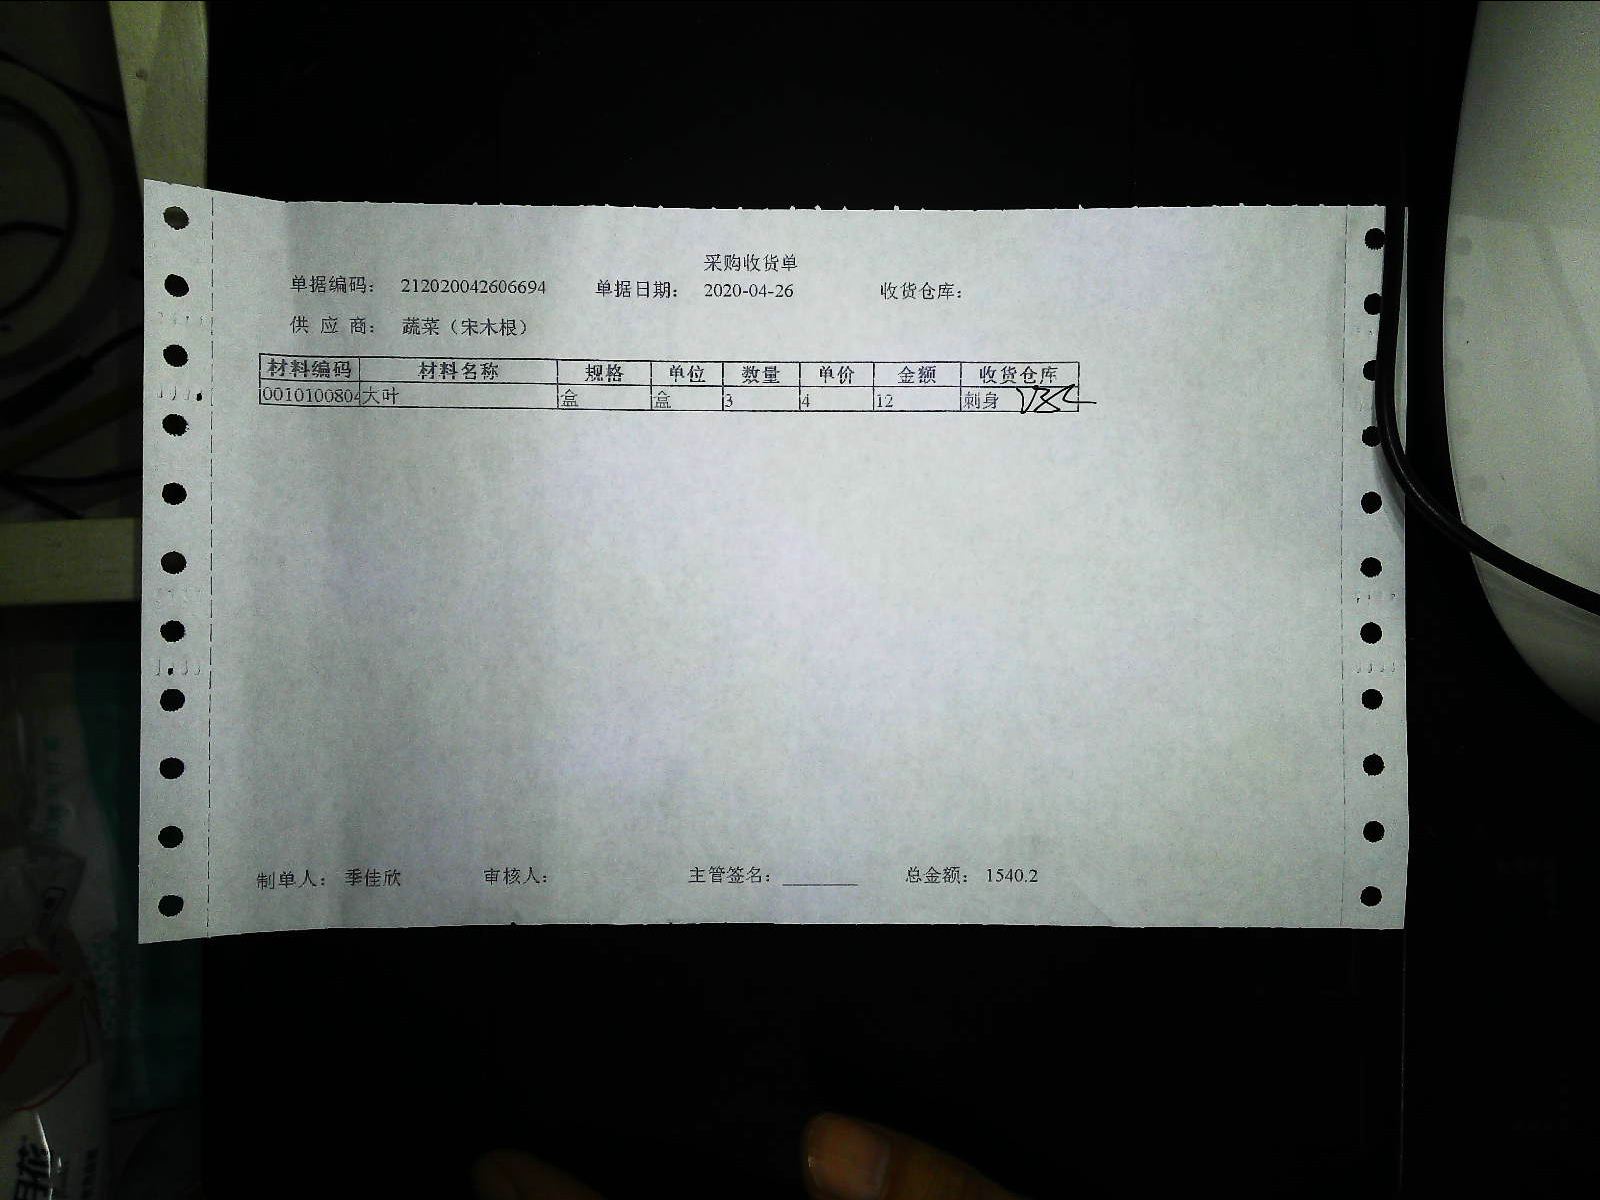 采购收货单
单据编码： 212020042606694 单据日期： 2020-04-26 收货仓库：
供 应 商： 蔬菜（宋木根）
材料编码 材料名称 规格 单位 数量 单价 金额 收货仓库
0010100804 大叶 盒 盒 3 4 12 刺身
制单人： 季佳欣 审核人： 主管签名： ________ 总金额： 1540.2